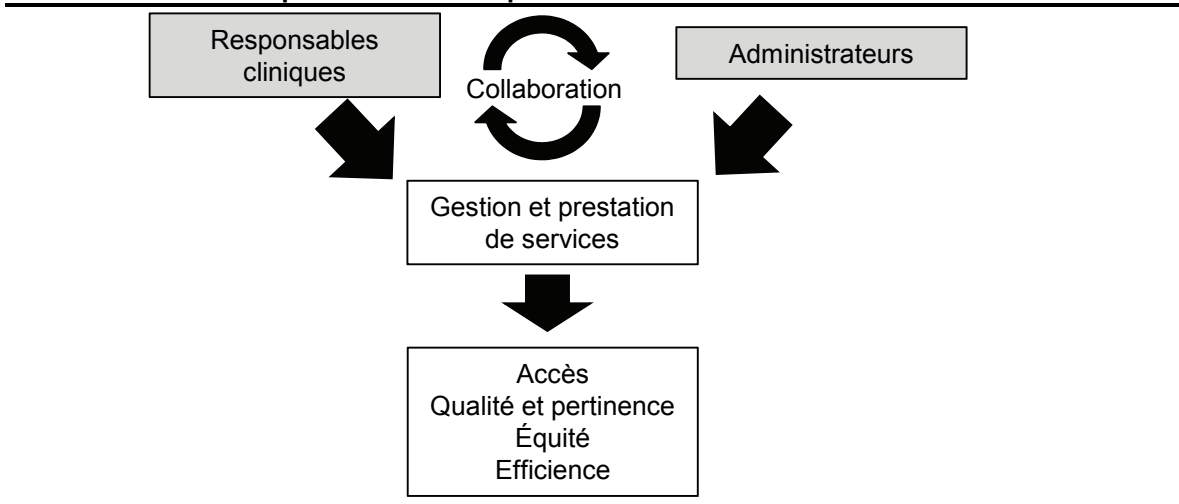 Responsables
cliniques
Collaboration
Administrateurs
Gestion et prestation
de services
Accès
Qualité et pertinence
Équité
Efficience